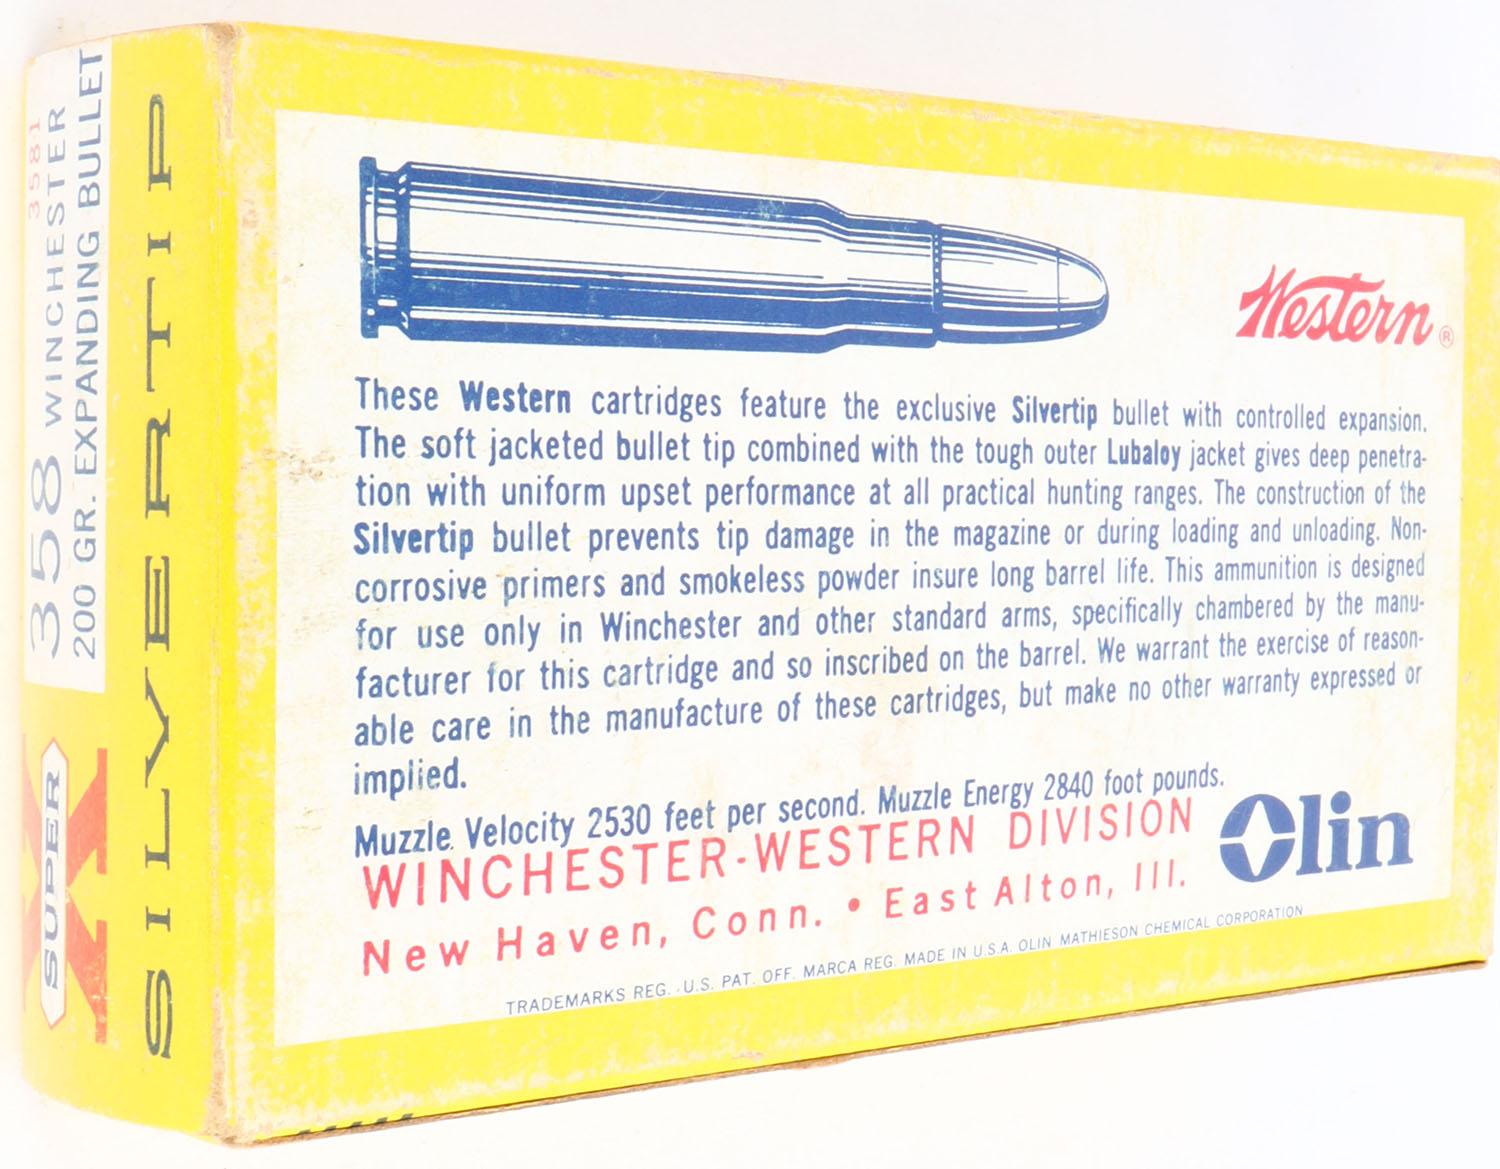 3581
358 WINCHESTER
200 GR. EXPANDING BULLET
SUPER
X
SILVERTIP
Western ®
These Western cartridges feature the exclusive Silvertip bullet with controlled expansion.
The soft jacketed bullet tip combined with the tough outer Lubaloy jacket gives deep penetra-
tion with uniform upset performance at all practical hunting ranges. The construction of the
Silvertip bullet prevents tip damage in the magazine or during loading and unloading. Non-
corrosive primers and smokeless powder insure long barrel life. This ammunition is designed
for use only in Winchester and other standard arms, specifically chambered by the manu-
facturer for this cartridge and so inscribed on the barrel. We warrant the exercise of reason-
able care in the manufacture of these cartridges, but make no other warranty expressed or
implied.
Muzzle Velocity 2530 feet per second. Muzzle Energy 2840 foot pounds.
WINCHESTER-WESTERN DIVISION
New Haven, Conn. • East Alton, Ill.
Olin
TRADEMARKS REG. U.S. PAT. OFF. MARCA REG. MADE IN U.S.A. OLIN MATHIESON CHEMICAL CORPORATION